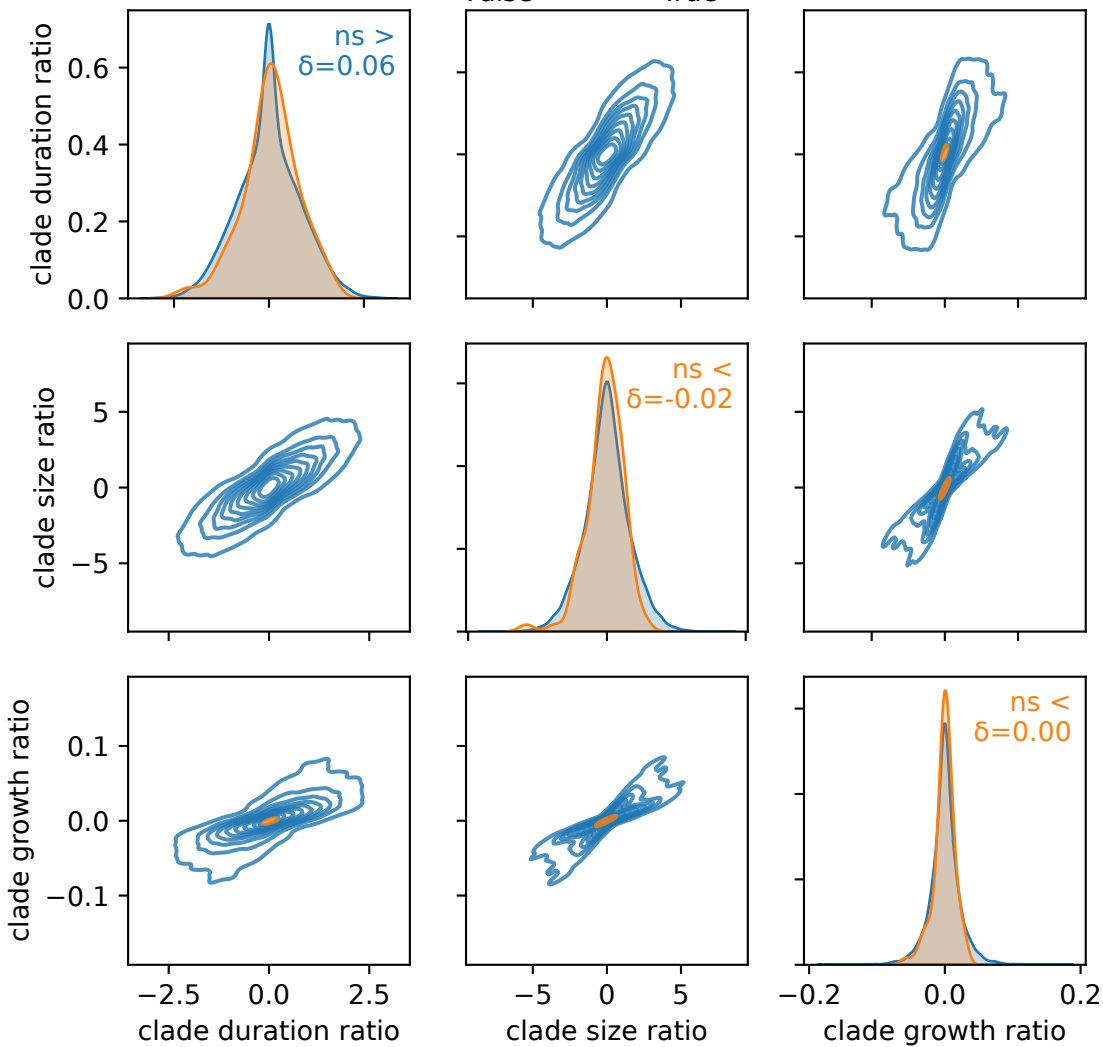 clade duration ratio
0.6
0.4
0.2
0.0
ns >
δ=0.06
clade size ratio
5
0
−5
ns <
δ=-0.02
−5
0
5
clade growth ratio
0.1
0.0
−0.1
ns <
δ=0.00
−2.5
0.0
2.5
−5
0
5
−0.2
0.0
0.2
clade duration ratio
clade size ratio
clade growth ratio